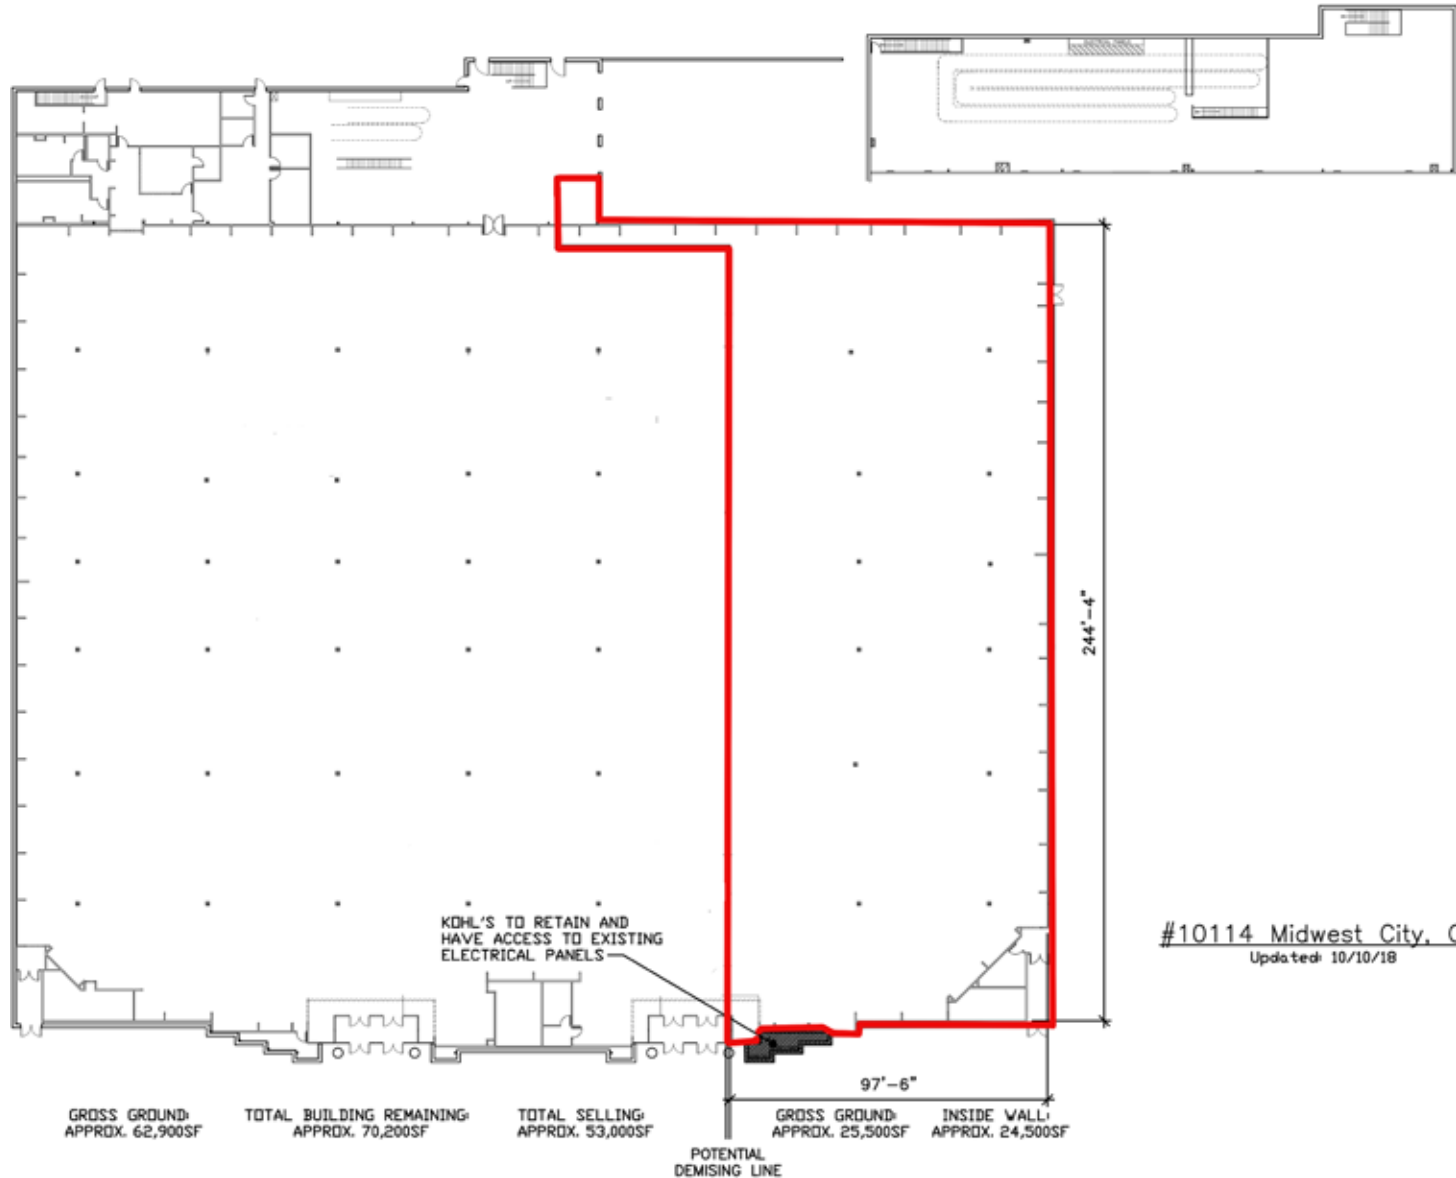 ELECTRICAL PANELS
244'-4"
KOHL'S TO RETAIN AND
HAVE ACCESS TO EXISTING
ELECTRICAL PANELS
#10114 Midwest City,
Updated: 10/10/18
97'-6"
GROSS GROUND:
APPROX. 62,900SF
TOTAL BUILDING REMAINING:
APPROX. 70,200SF
TOTAL SELLING:
APPROX. 53,000SF
GROSS GROUND:
APPROX. 25,500SF
INSIDE WALL:
APPROX. 24,500SF
POTENTIAL
DEMISING LINE